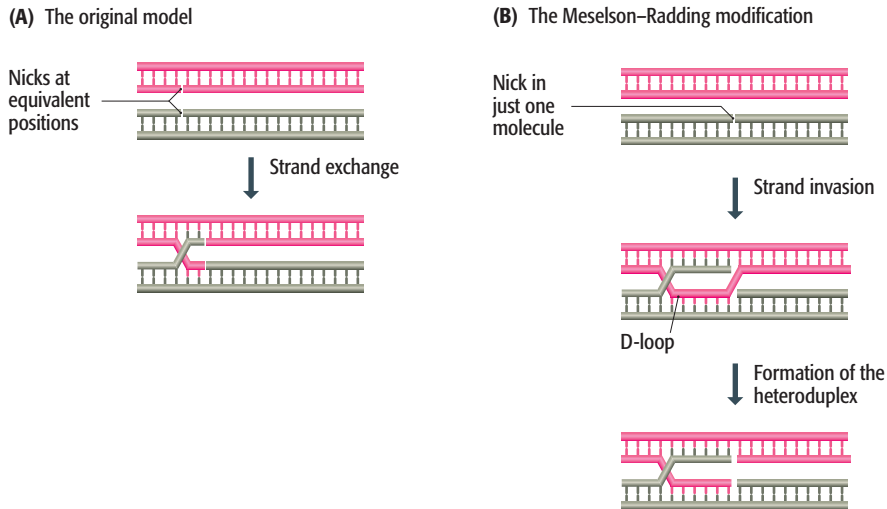 (A) The original model
Nicks at
equivalent
positions
Strand exchange
(B) The Meselson–Radding modification
Nick in
just one
molecule
Strand invasion
D-loop
Formation of the
heteroduplex